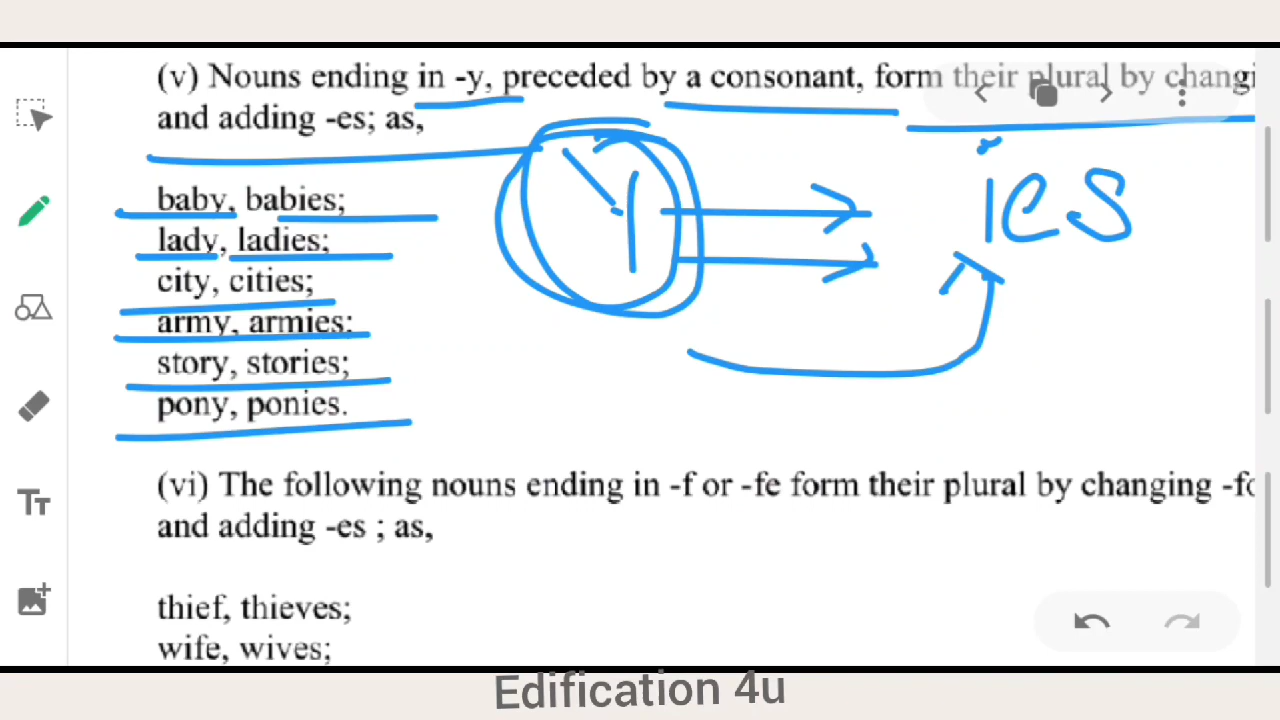 (v) Nouns ending in -y, preceded by a consonant, form their plural by changi
and adding -es; as,
baby, babies;
lady, ladies;
city, cities;
army, armies;
story, stories;
pony, ponies.
Y
ies
(vi) The following nouns ending in -f or -fe form their plural by changing -f
and adding -es ; as,
thief, thieves;
wife, wives;
TT
Edification 4u